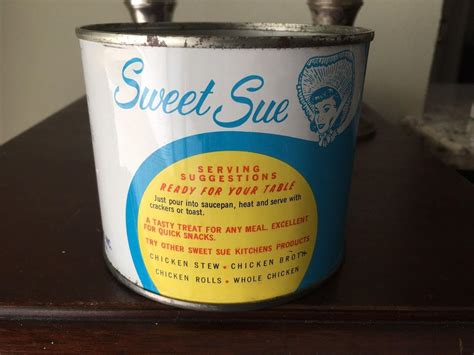 Sweet Sue
SERVING
SUGGESTIONS
READY FOR YOUR TABLE
Just pour into saucepan, heat and serve with
crackers or toast.
A TASTY TREAT FOR ANY MEAL. EXCELLENT
FOR QUICK SNACKS.
TRY OTHER SWEET SUE KITCHENS PRODUCTS
CHICKEN STEW • CHICKEN BROTH
CHICKEN ROLLS • WHOLE CHICKEN